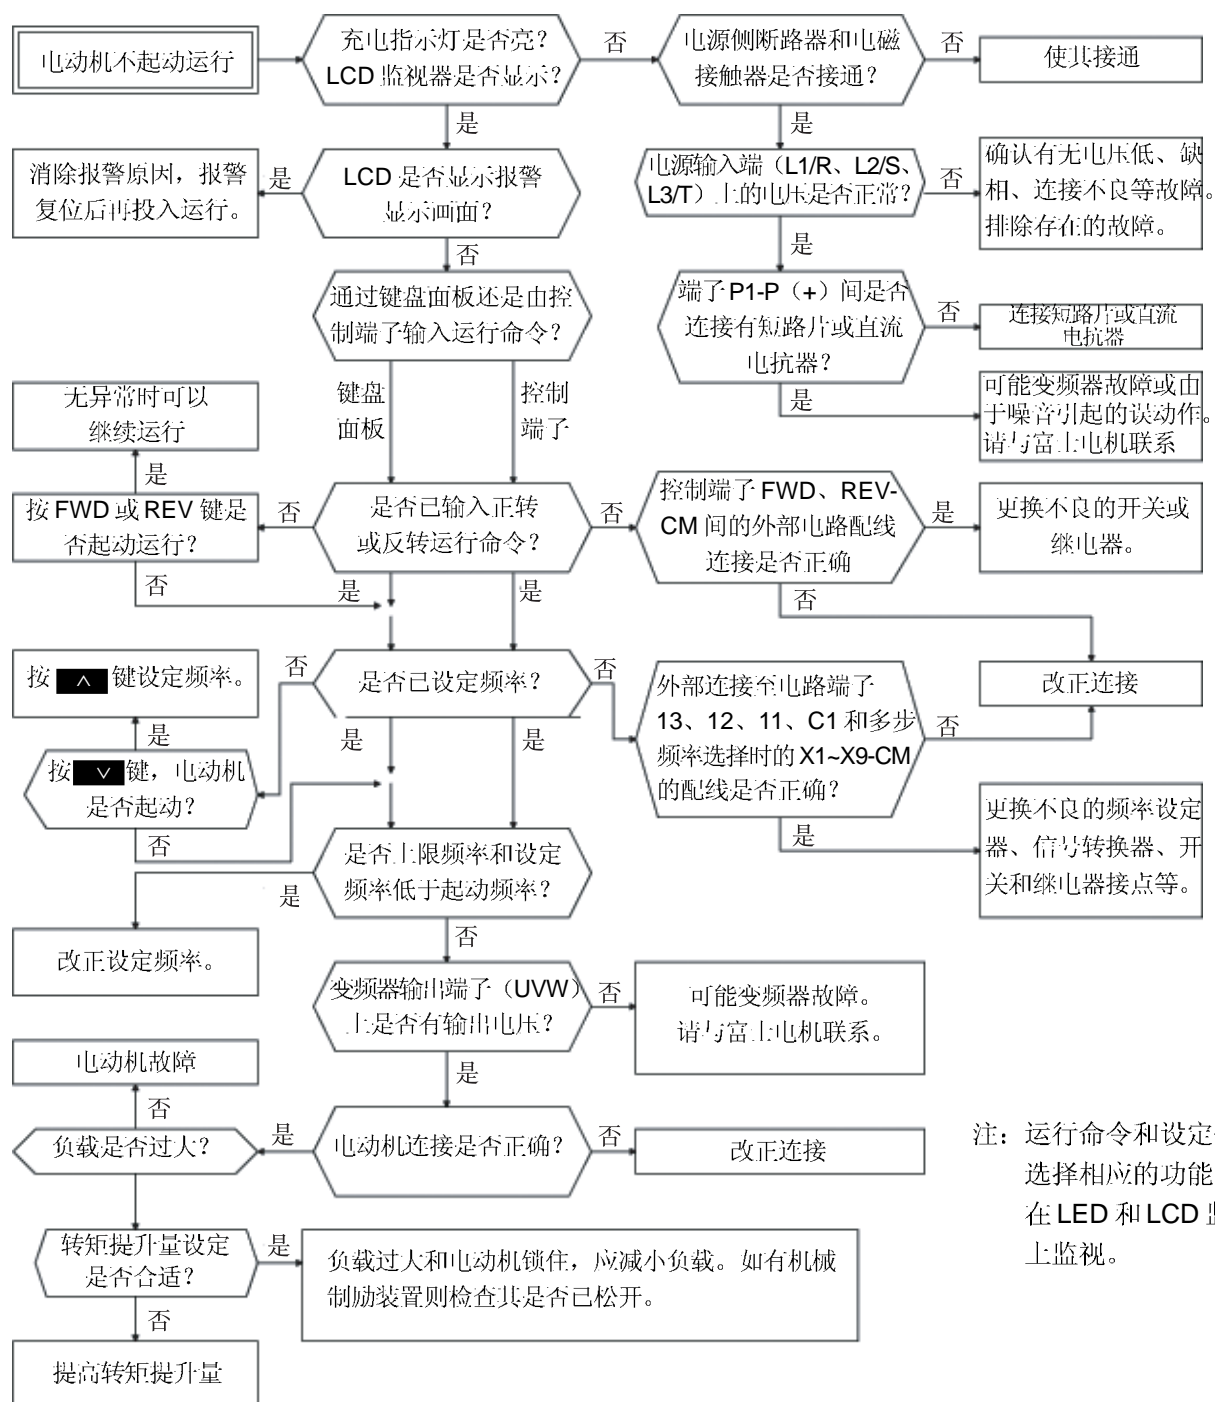 电动机不起动运行
充电指示灯是否亮?
LCD 监视器是否显示?
否
电源侧断路器和电磁
接触器是否接通?
否
使其接通
是
是
消除报警原因，报警
复位后再投入运行。
是
LCD 是否显示报警
显示画面?
电源输入端（L1/R、L2/S、
L3/T）上的电压是否正常?
否
确认有无电压低、缺
相、连接不良等故障。
排除存在的故障。
否
是
通过键盘面板还是由控
制端子输入运行命令?
端子 P1-P（+）间是否
连接有短路片或直流
电抗器?
否
连接短路片或直流
电抗器
键盘
面板
控制
端子
是
可能变频器故障或由
于噪音引起的误动作。
请与富士电机联系
无异常时可以
继续运行
是
按 FWD 或 REV 键是
否起动运行?
否
是否已输入正转
或反转运行命令?
否
控制端子 FWD、REV-
CM 间的外部电路配线
连接是否正确
是
更换不良的开关或
继电器。
否
是
是
否
按 ∧ 键设定频率。
否
是否已设定频率?
否
外部连接至电路端子
13、12、11、C1 和多步
频率选择时的 X1~X9-CM
的配线是否正确?
否
改正连接
是
是
是
按 ∨ 键，电动机
是否起动?
否
是
更换不良的频率设定
器、信号转换器、开
关和继电器接点等。
是否上限频率和设定
频率低于起动频率?
是
否
改正设定频率。
变频器输出端子（UVW）
上是否有输出电压?
否
可能变频器故障。
请与富士电机联系。
是
电动机故障
否
负载是否过大?
是
电动机连接是否正确?
否
改正连接
注：运行命令和设定
选择相应的功能
在 LED 和 LCD
上监视。
转矩提升量设定
是否合适?
是
负载过大和电动机锁住，应减小负载。如有机械
制励装置则检查其是否已松开。
否
提高转矩提升量